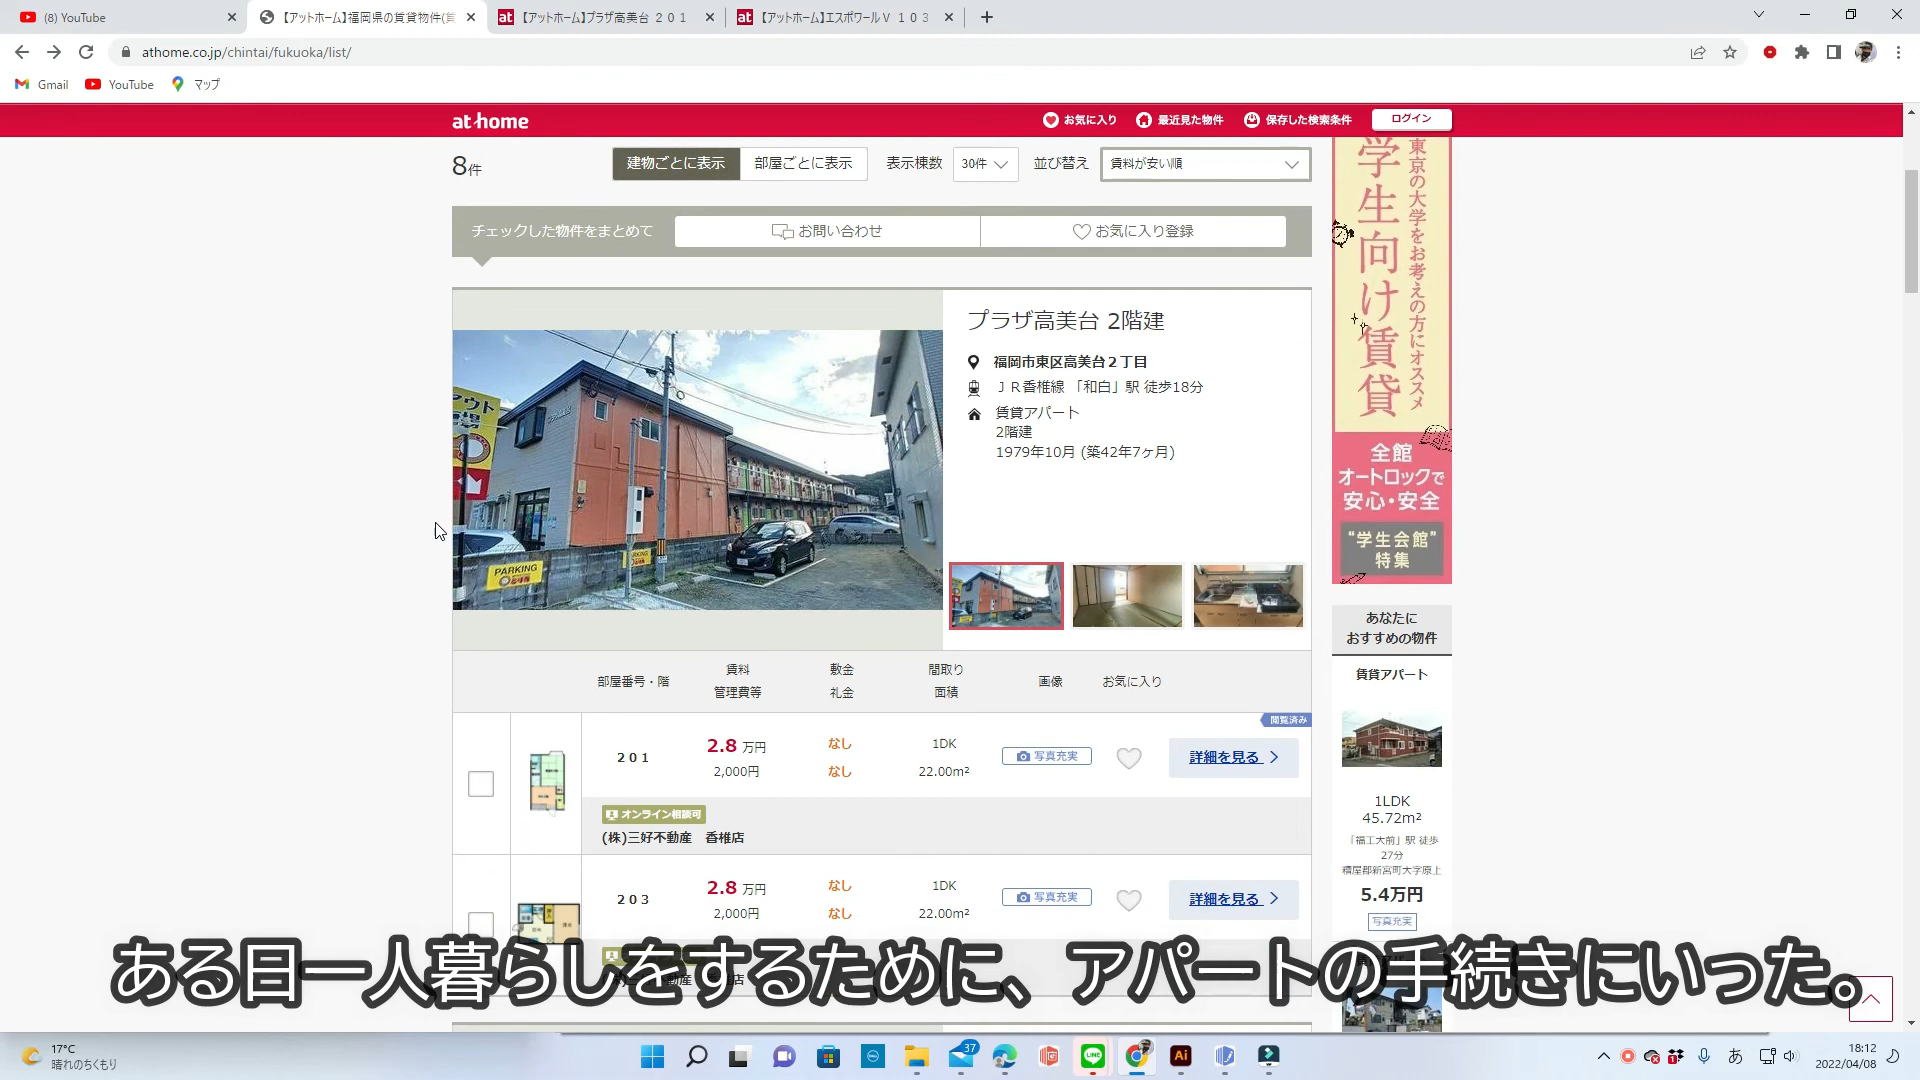 (8) YouTube
【アットホーム】福岡県の賃貸物件(賃
【アットホーム】プラザ高美台 ２０１
【アットホーム】エスポワールＶ １０３
athome.co.jp/chintai/fukuoka/list/
Gmail
YouTube
マップ
at home
お気に入り
最近見た物件
保存した検索条件
ログイン
8件
建物ごとに表示
部屋ごとに表示
表示棟数
30件
並び替え
賃料が安い順
チェックした物件をまとめて
お問い合わせ
お気に入り登録
プラザ高美台 2階建
福岡市東区高美台２丁目
ＪＲ香椎線 「和白」駅 徒歩18分
賃貸アパート
2階建
1979年10月 (築42年7ヶ月)
PARKING
部屋番号・階
賃料
管理費等
敷金
礼金
間取り
面積
画像
お気に入り
閲覧済み
２０１
2.8 万円
2,000円
なし
なし
1DK
22.00m²
写真充実
詳細を見る
オンライン相談可
(株)三好不動産　香椎店
２０３
2.8 万円
2,000円
なし
なし
1DK
22.00m²
写真充実
詳細を見る
東京の大学をお考えの方にオススメ
学生向け賃貸
全館
オートロックで
安心・安全
“学生会館”
特集
あなたに
おすすめの物件
賃貸アパート
1LDK
45.72m²
「福工大前」駅 徒歩
27分
糟屋郡新宮町大字原上
5.4万円
写真充実
ある日一人暮らしをするために、アパートの手続きにいった。
17°C
晴れのちくもり
37
LINE
Ai
あ
18:12
2022/04/08